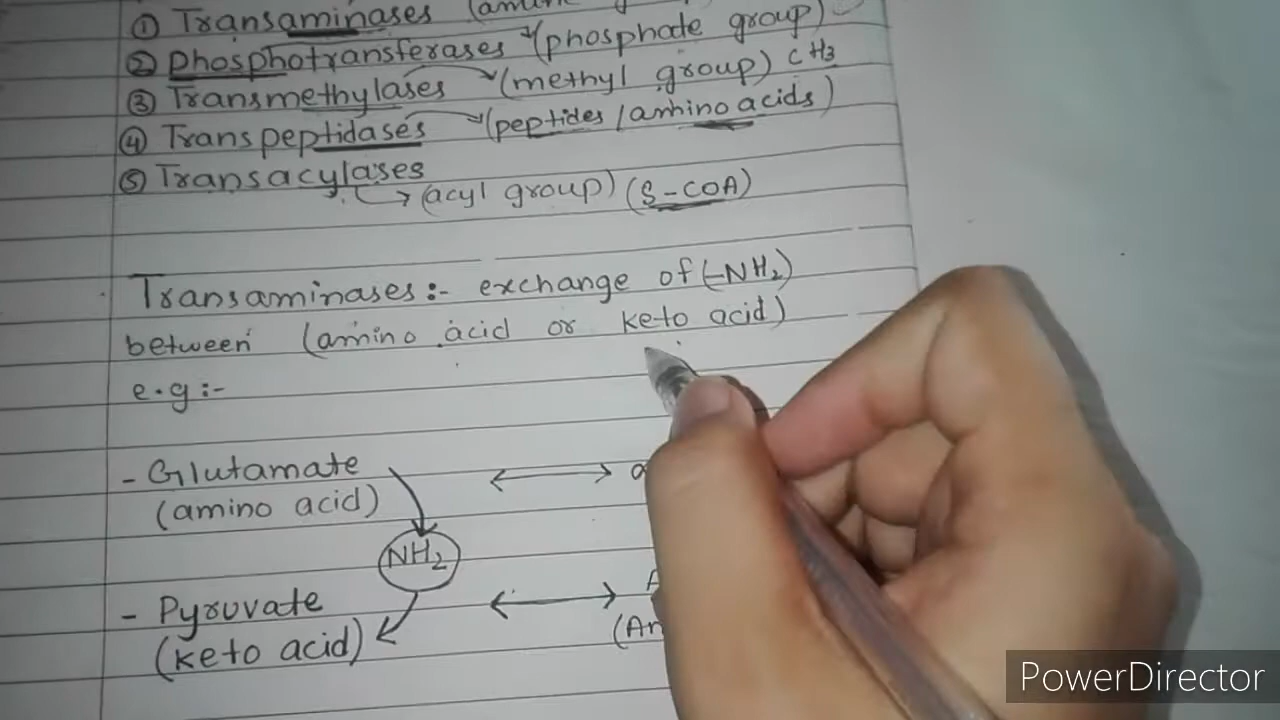 ① Transaminases
② Phosphotransferases (phosphate group)
③ Transmethylases (methyl group) CH3
④ Transpeptidases (peptides / amino acids)
⑤ Transacylases
(acyl group) (S-COA)
Transaminases:- exchange of (-NH2)
between (amino acid or keto acid)
e.g:-
- Glutamate
(amino acid)
NH2
- Pyruvate
(keto acid)
PowerDirector